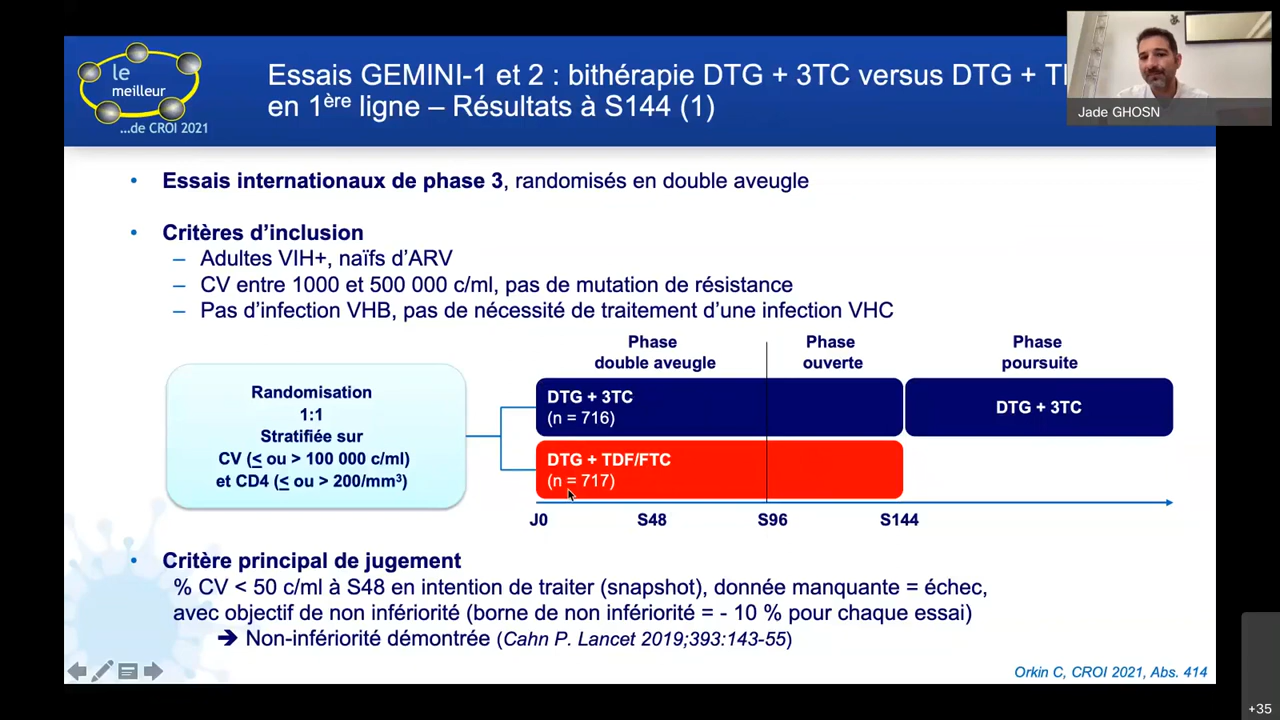 le
meilleur
...de CROI 2021
Essais GEMINI-1 et 2 : bithérapie DTG + 3TC versus DTG +
en 1ère ligne – Résultats à S144 (1)
Jade GHOSN
• Essais internationaux de phase 3, randomisés en double aveugle
• Critères d'inclusion
– Adultes VIH+, naïfs d'ARV
– CV entre 1000 et 500 000 c/ml, pas de mutation de résistance
– Pas d'infection VHB, pas de nécessité de traitement d'une infection VHC
Randomisation
1:1
Stratifiée sur
CV (≤ ou > 100 000 c/ml)
et CD4 (≤ ou > 200/mm³)
Phase
double aveugle
Phase
ouverte
Phase
poursuite
DTG + 3TC
(n = 716)
DTG + 3TC
DTG + TDF/FTC
(n = 717)
J0 S48 S96 S144
• Critère principal de jugement
% CV < 50 c/ml à S48 en intention de traiter (snapshot), donnée manquante = échec,
avec objectif de non infériorité (borne de non infériorité = - 10 % pour chaque essai)
➔ Non-infériorité démontrée (Cahn P. Lancet 2019;393:143-55)
Orkin C, CROI 2021, Abs. 414
+35